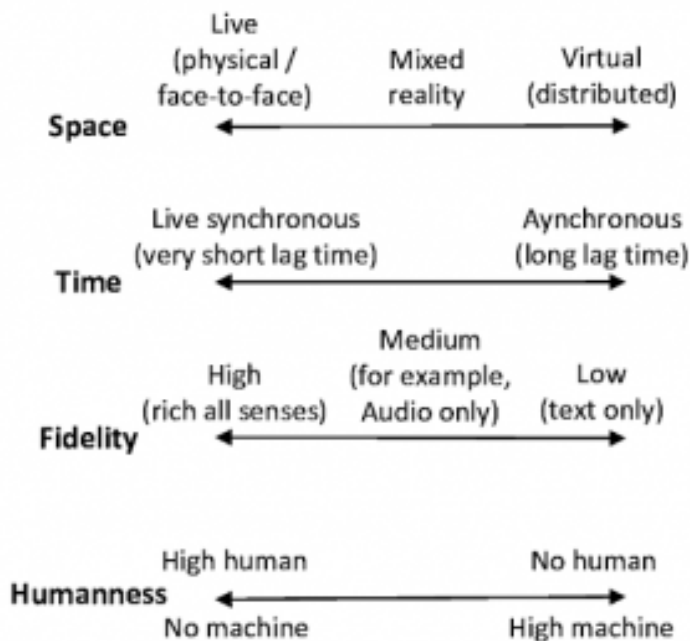 Live
(physical /
face-to-face)
Mixed
reality
Virtual
(distributed)
Space
Live synchronous
(very short lag time)
Aynchronous
(long lag time)
Time
High
(rich all senses)
Medium
(for example,
Audio only)
Low
(text only)
Fidelity
High human
No human
Humanness
No machine
High machine